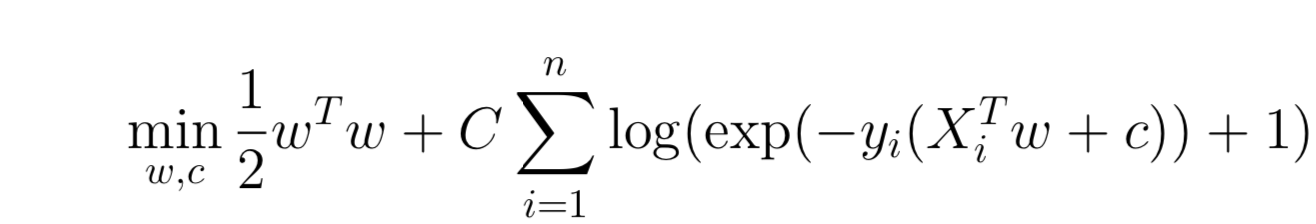 \min_{w,c} \frac{1}{2} w^T w + C \sum_{i=1}^{n} \log(\exp(-y_i(X_i^T w + c)) + 1)